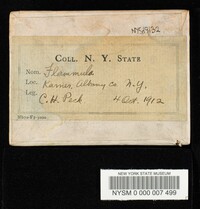 COLL. N. Y. STATE
Nom. Flammula
Loc. Karner, Albany Co. N.Y.
Leg.
C.H. Peck 4 Oct. 1912
NEW YORK STATE MUSEUM
NYSM 0 000 007 499